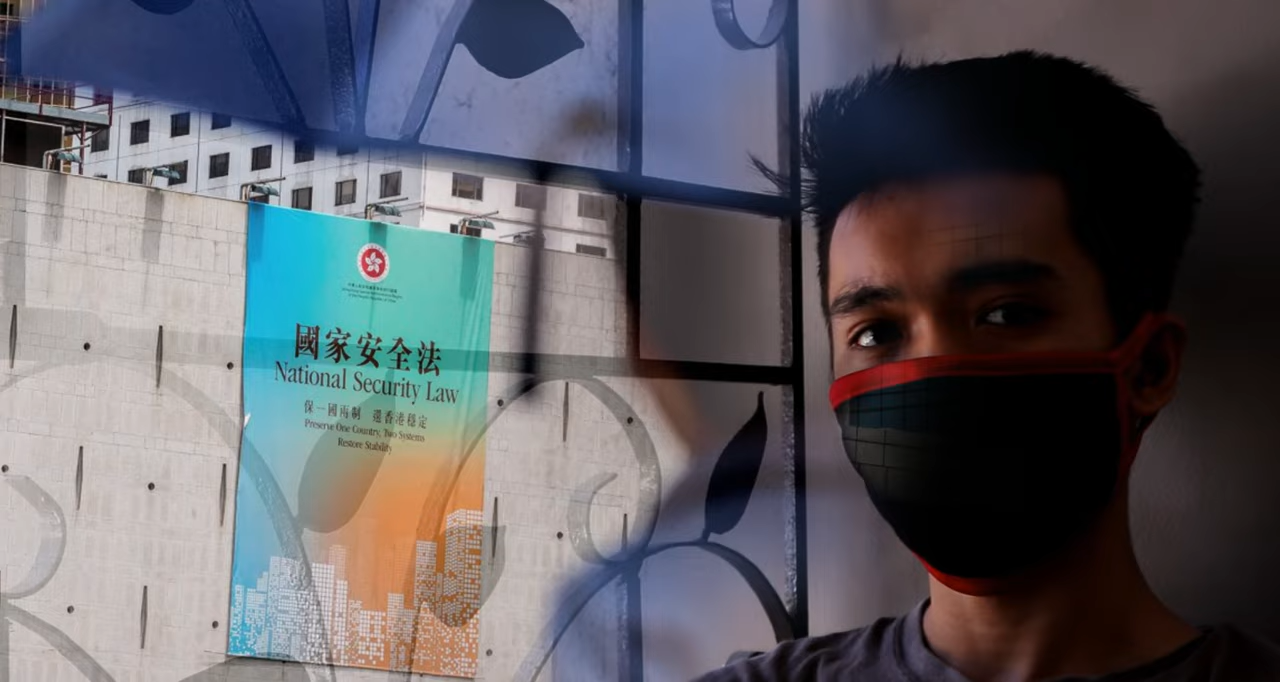 國家安全法
National Security Law
保一國兩制 還香港穩定
Preserve One Country, Two Systems
Restore Stability